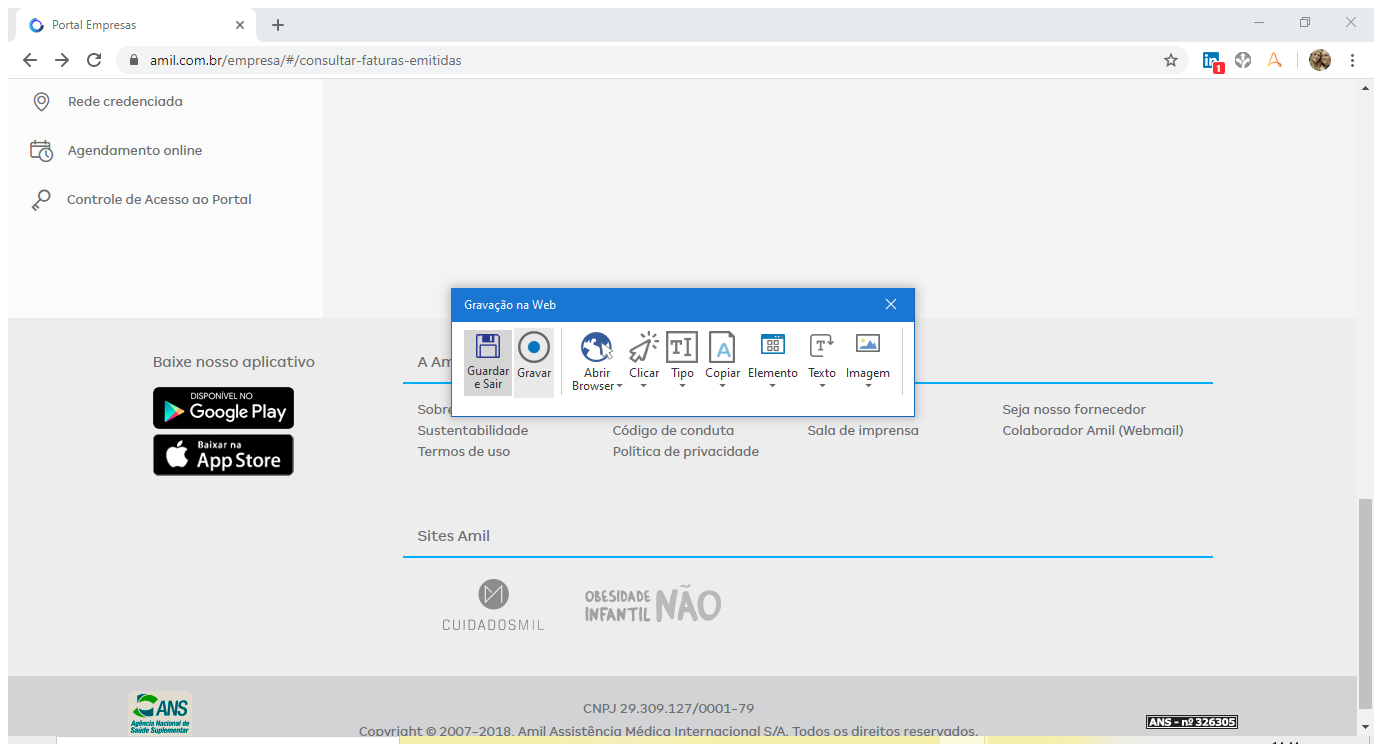 Portal Empresas
amil.com.br/empresa/#/consultar-faturas-emitidas
1
Rede credenciada
Agendamento online
Controle de Acesso ao Portal
Gravação na Web
Guardar e Sair
Gravar
Abrir Browser
Clicar
Tipo
Copiar
Elemento
Texto
Imagem
Baixe nosso aplicativo
DISPONÍVEL NO
Google Play
Baixar na
App Store
A Am
Sobre
Sustentabilidade
Termos de uso
Código de conduta
Política de privacidade
Sala de imprensa
Seja nosso fornecedor
Colaborador Amil (Webmail)
Sites Amil
CUIDADOSMIL
OBESIDADE INFANTIL NÃO
ANS
Agência Nacional de
Saúde Suplementar
CNPJ 29.309.127/0001-79
Copyright © 2007-2018. Amil Assistência Médica Internacional S/A. Todos os direitos reservados.
ANS - nº 326305